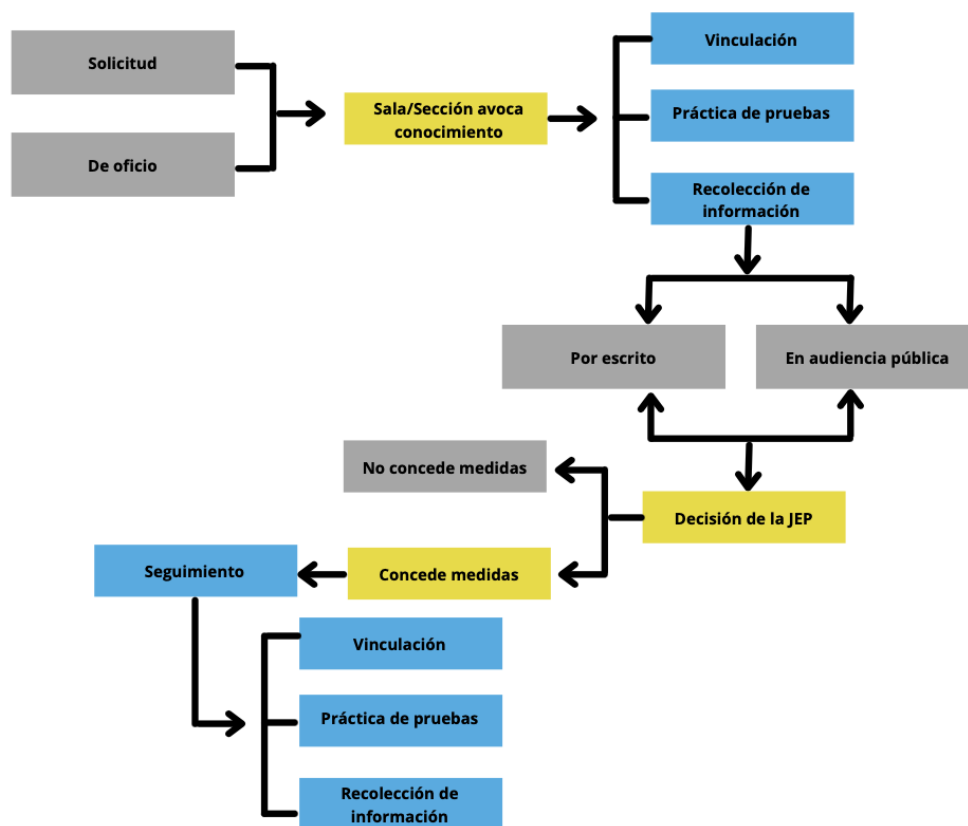 Solicitud
De oficio
Sala/Sección avoca
conocimiento
Vinculación
Práctica de pruebas
Recolección de
información
Por escrito
En audiencia pública
No concede medidas
Decisión de la JEP
Concede medidas
Seguimiento
Vinculación
Práctica de pruebas
Recolección de
información